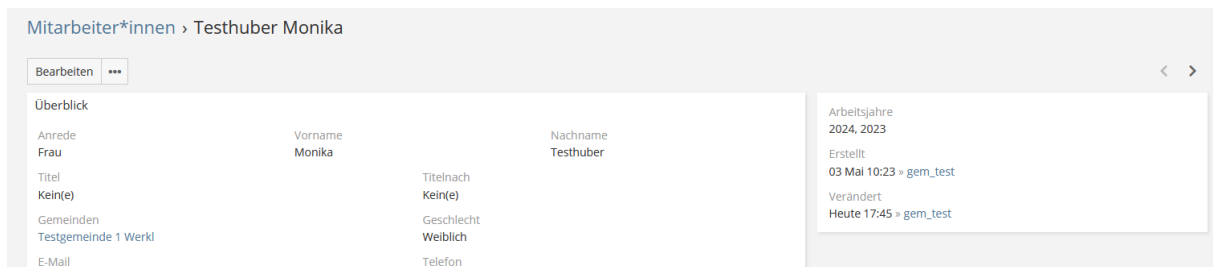 Mitarbeiter*innen › Testhuber Monika
Bearbeiten •••
Überblick
Anrede Vorname Nachname
Frau Monika Testhuber
Titel Titelnach
Kein(e) Kein(e)
Gemeinden Geschlecht
Testgemeinde 1 Werkl Weiblich
E-Mail Telefon
Arbeitsjahre
2024, 2023
Erstellt
03 Mai 10:23 » gem_test
Verändert
Heute 17:45 » gem_test